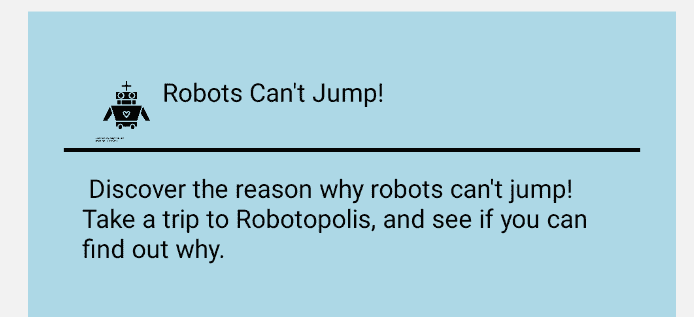 Robots Can't Jump!
Discover the reason why robots can't jump!
Take a trip to Robotopolis, and see if you can
find out why.